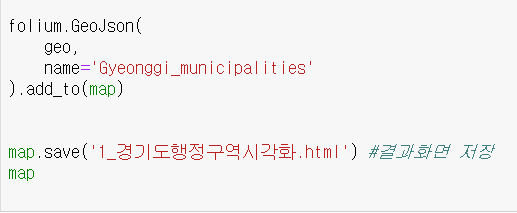 folium.GeoJson(
    geo,
    name='Gyeonggi_municipalities'
).add_to(map)
map.save('1_경기도행정구역시각화.html') #결과화면 저장
map